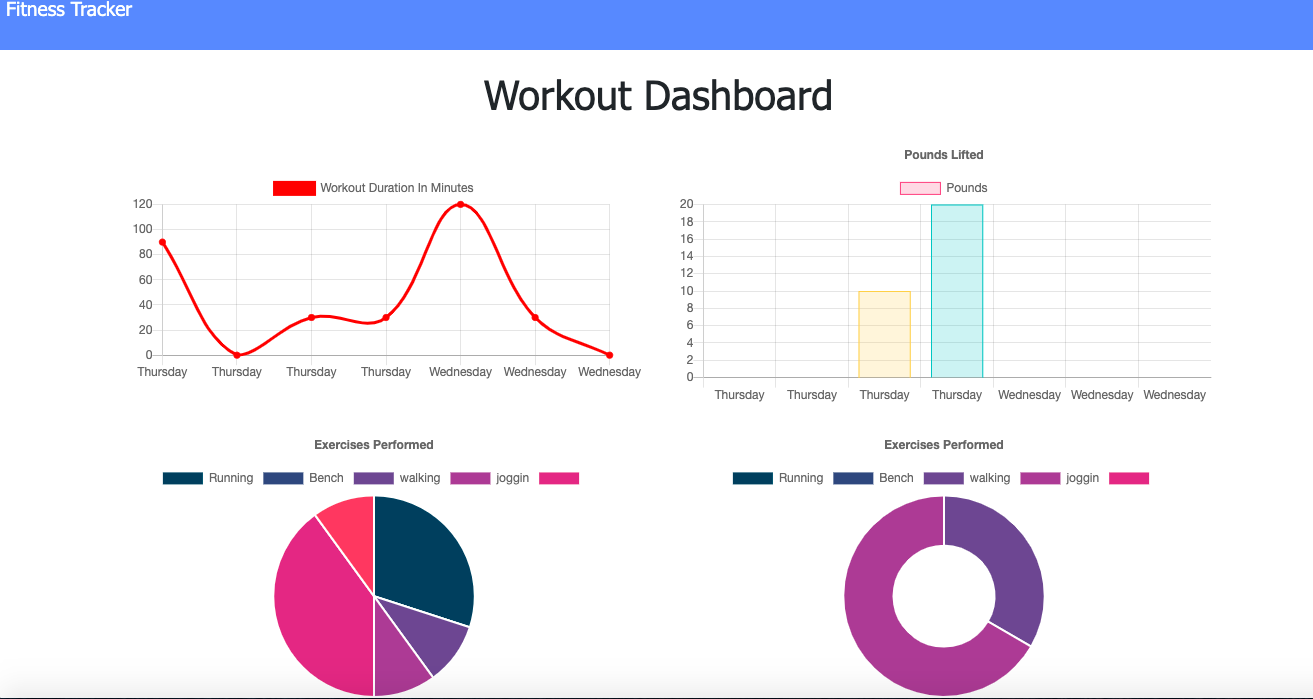 Fitness Tracker
Workout Dashboard
Workout Duration In Minutes
120
100
80
60
40
20
0
Thursday Thursday Thursday Thursday Wednesday Wednesday Wednesday
Pounds Lifted
Pounds
20
18
16
14
12
10
8
6
4
2
0
Thursday Thursday Thursday Thursday Wednesday Wednesday Wednesday
Exercises Performed
Running Bench walking joggin
Exercises Performed
Running Bench walking joggin